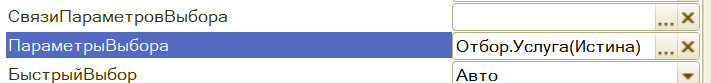 СвязиПараметровВыбора ... ×
ПараметрыВыбора Отбор.Услуга(Истина) ... ×
БыстрыйВыбор Авто